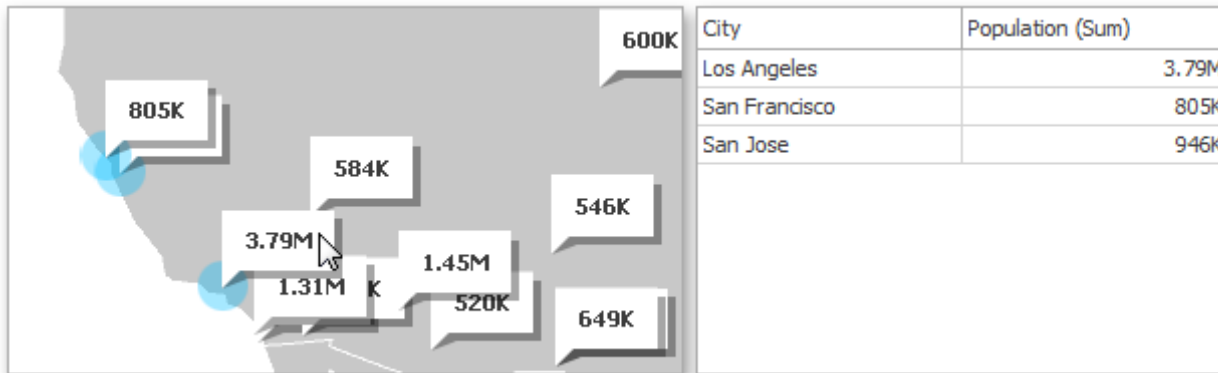 600K
805K
584K
546K
3.79M
1.45M
1.31M
K
520K
649K
City Population (Sum)
Los Angeles 3.79M
San Francisco 805K
San Jose 946K